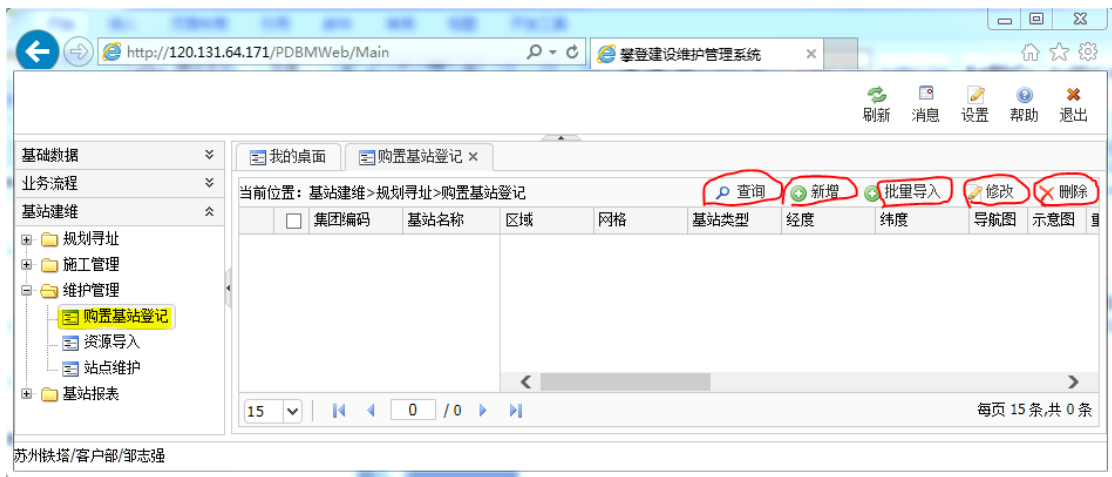 http://120.131.64.171/PDBMWeb/Main 攀登建设维护管理系统
刷新 消息 设置 帮助 退出
基础数据
业务流程
基站建维
规划寻址
施工管理
维护管理
购置基站登记
资源导入
站点维护
基站报表
我的桌面 购置基站登记
当前位置：基站建维>规划寻址>购置基站登记 查询 新增 批量导入 修改 删除
集团编码 基站名称 区域 网格 基站类型 经度 纬度 导航图 示意图
15 0 / 0 每页 15 条,共 0 条
苏州铁塔/客户部/邹志强